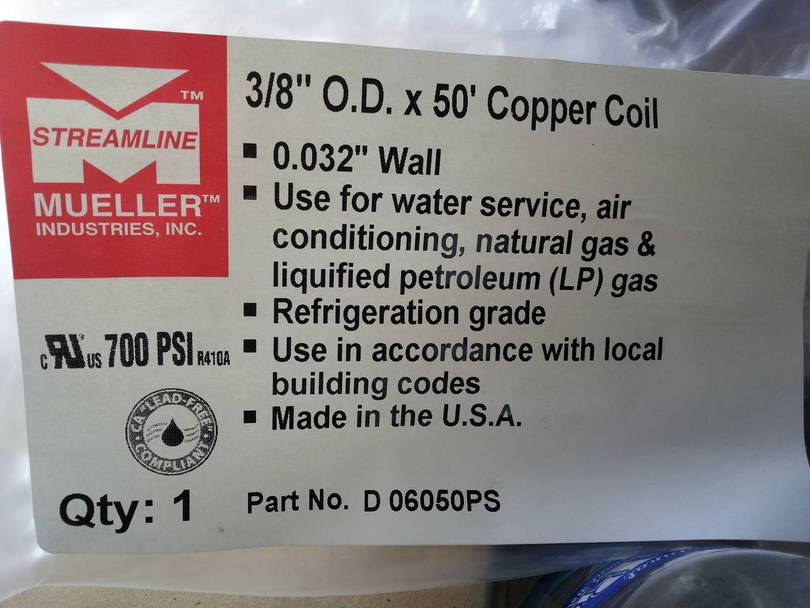 STREAMLINE
TM
MUELLER™
INDUSTRIES, INC.
3/8" O.D. x 50' Copper Coil
▪ 0.032" Wall
▪ Use for water service, air
conditioning, natural gas &
liquified petroleum (LP) gas
▪ Refrigeration grade
▪ Use in accordance with local
building codes
▪ Made in the U.S.A.
c RU US 700 PSI R410A
CA "LEAD-FREE" COMPLIANT
Qty: 1
Part No. D 06050PS